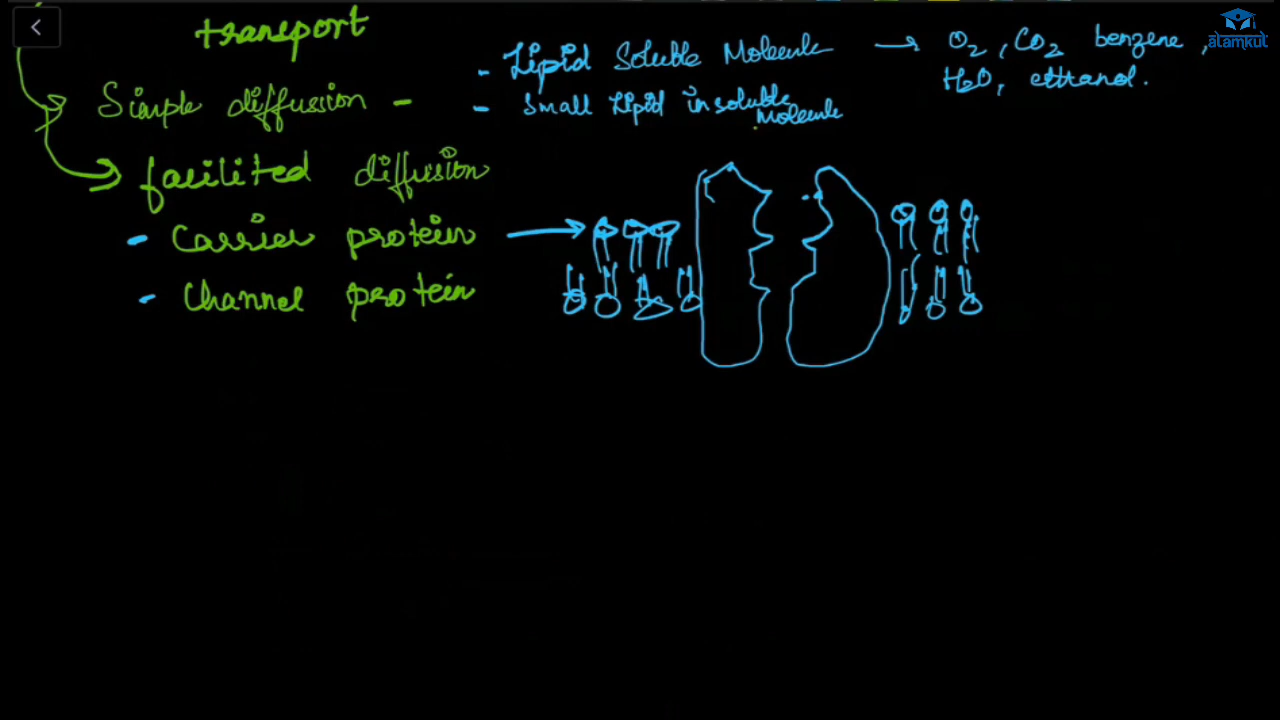 atamkut
transport
- Lipid Soluble Molecule → O2, CO2 benzene,
H2O, ethanol.
Simple diffussion -
- Small Lipid insoluble
Molecule
facilited diffusion
- Carrier protein →
- Channel protein